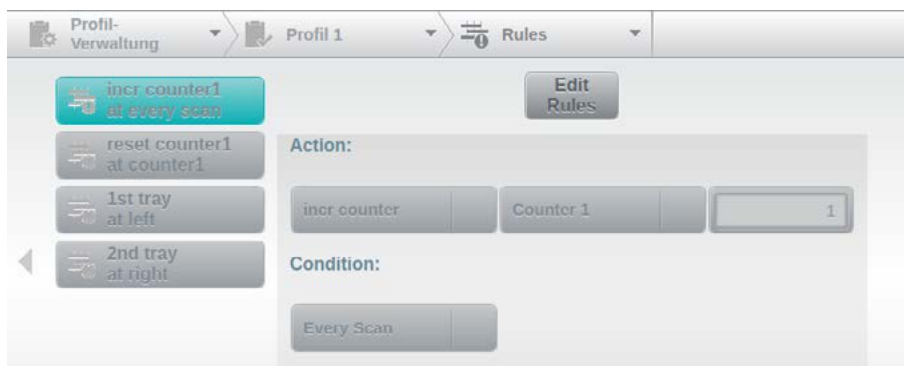 Profil-
Verwaltung
Profil 1
Rules
incr counter1
at every scan
Edit
Rules
reset counter1
at counter1
Action:
1st tray
at left
incr counter
Counter 1
1
2nd tray
at right
Condition:
Every Scan